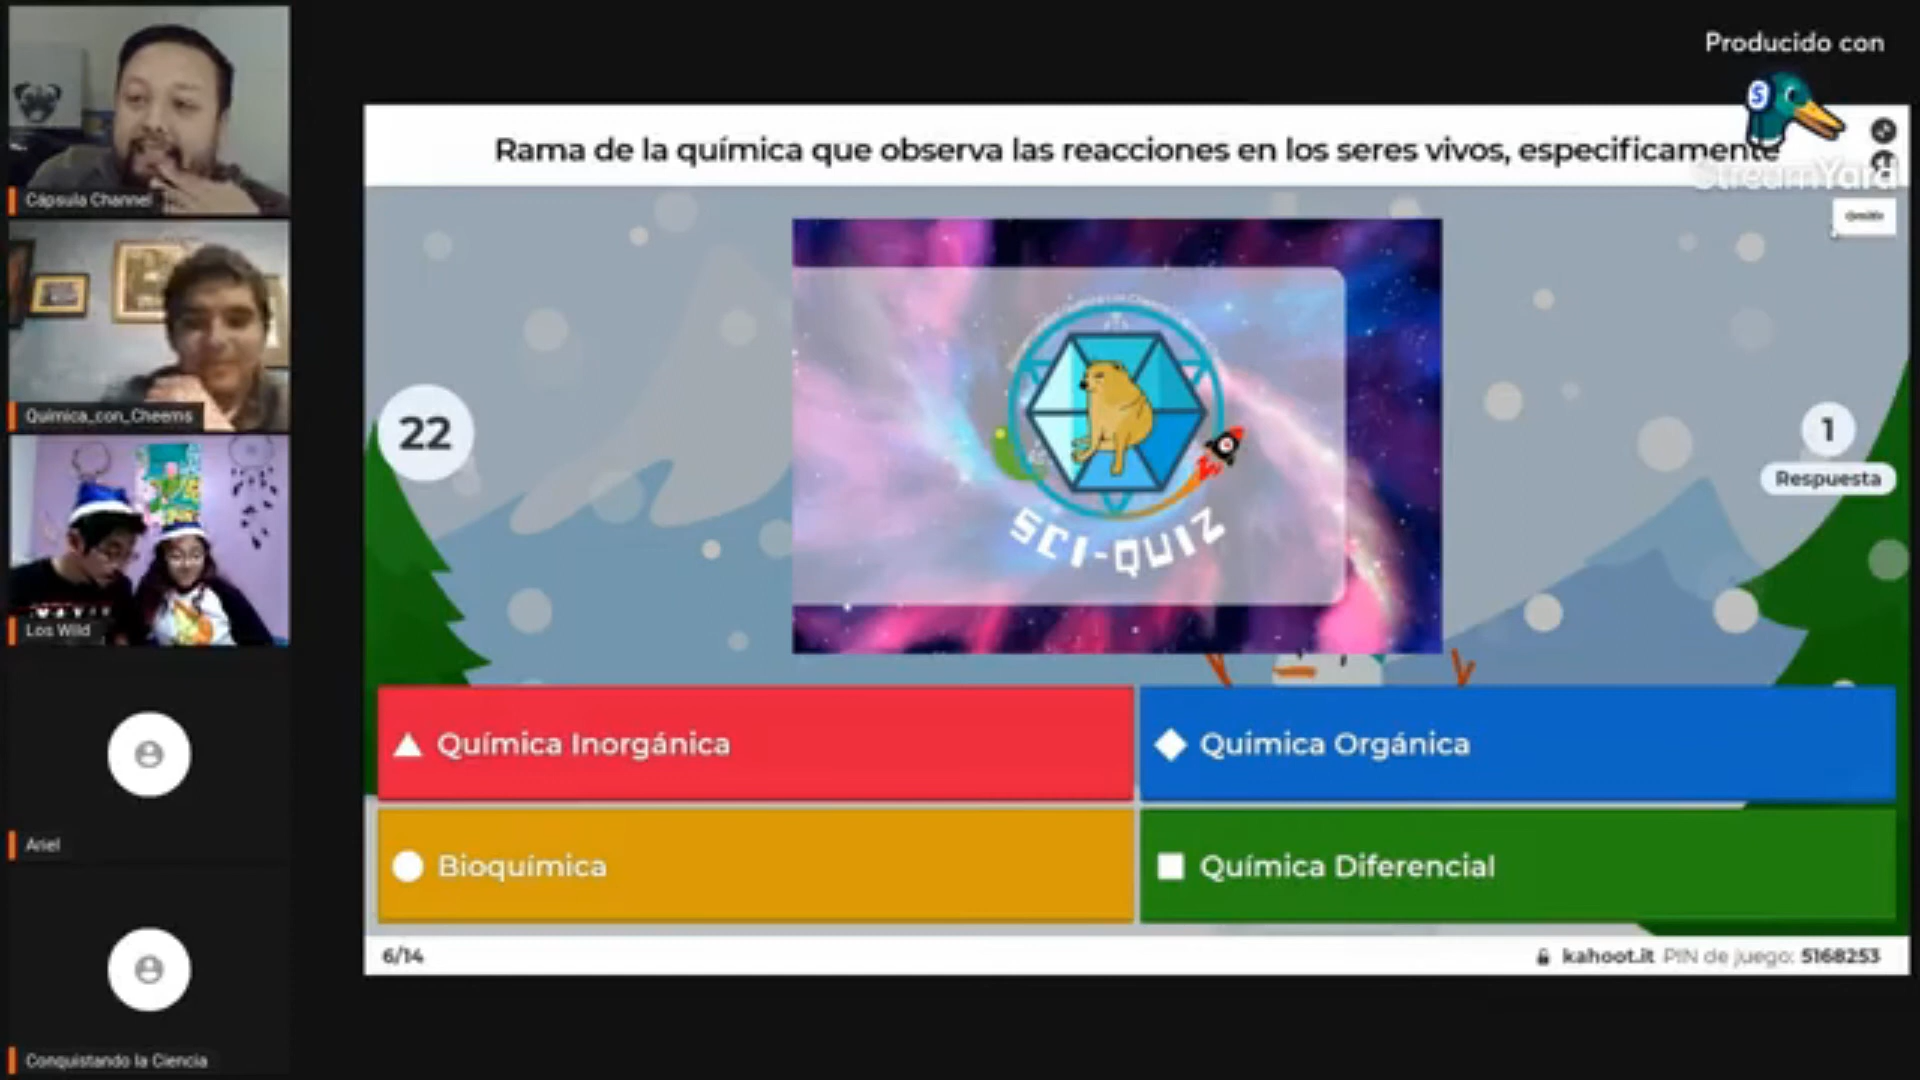 Producido con
StreamYard
Rama de la química que observa las reacciones en los seres vivos, especificamente
Omitir
Cápsula Channel
Quimica_con_Cheems
Los Wild
Ariel
Conquistando la Ciencia
22
SCI-QUIZ
1
Respuesta
Química Inorgánica
Quimica Orgánica
Bioquímica
Química Diferencial
6/14
kahoot.it PIN de juego: 5168253